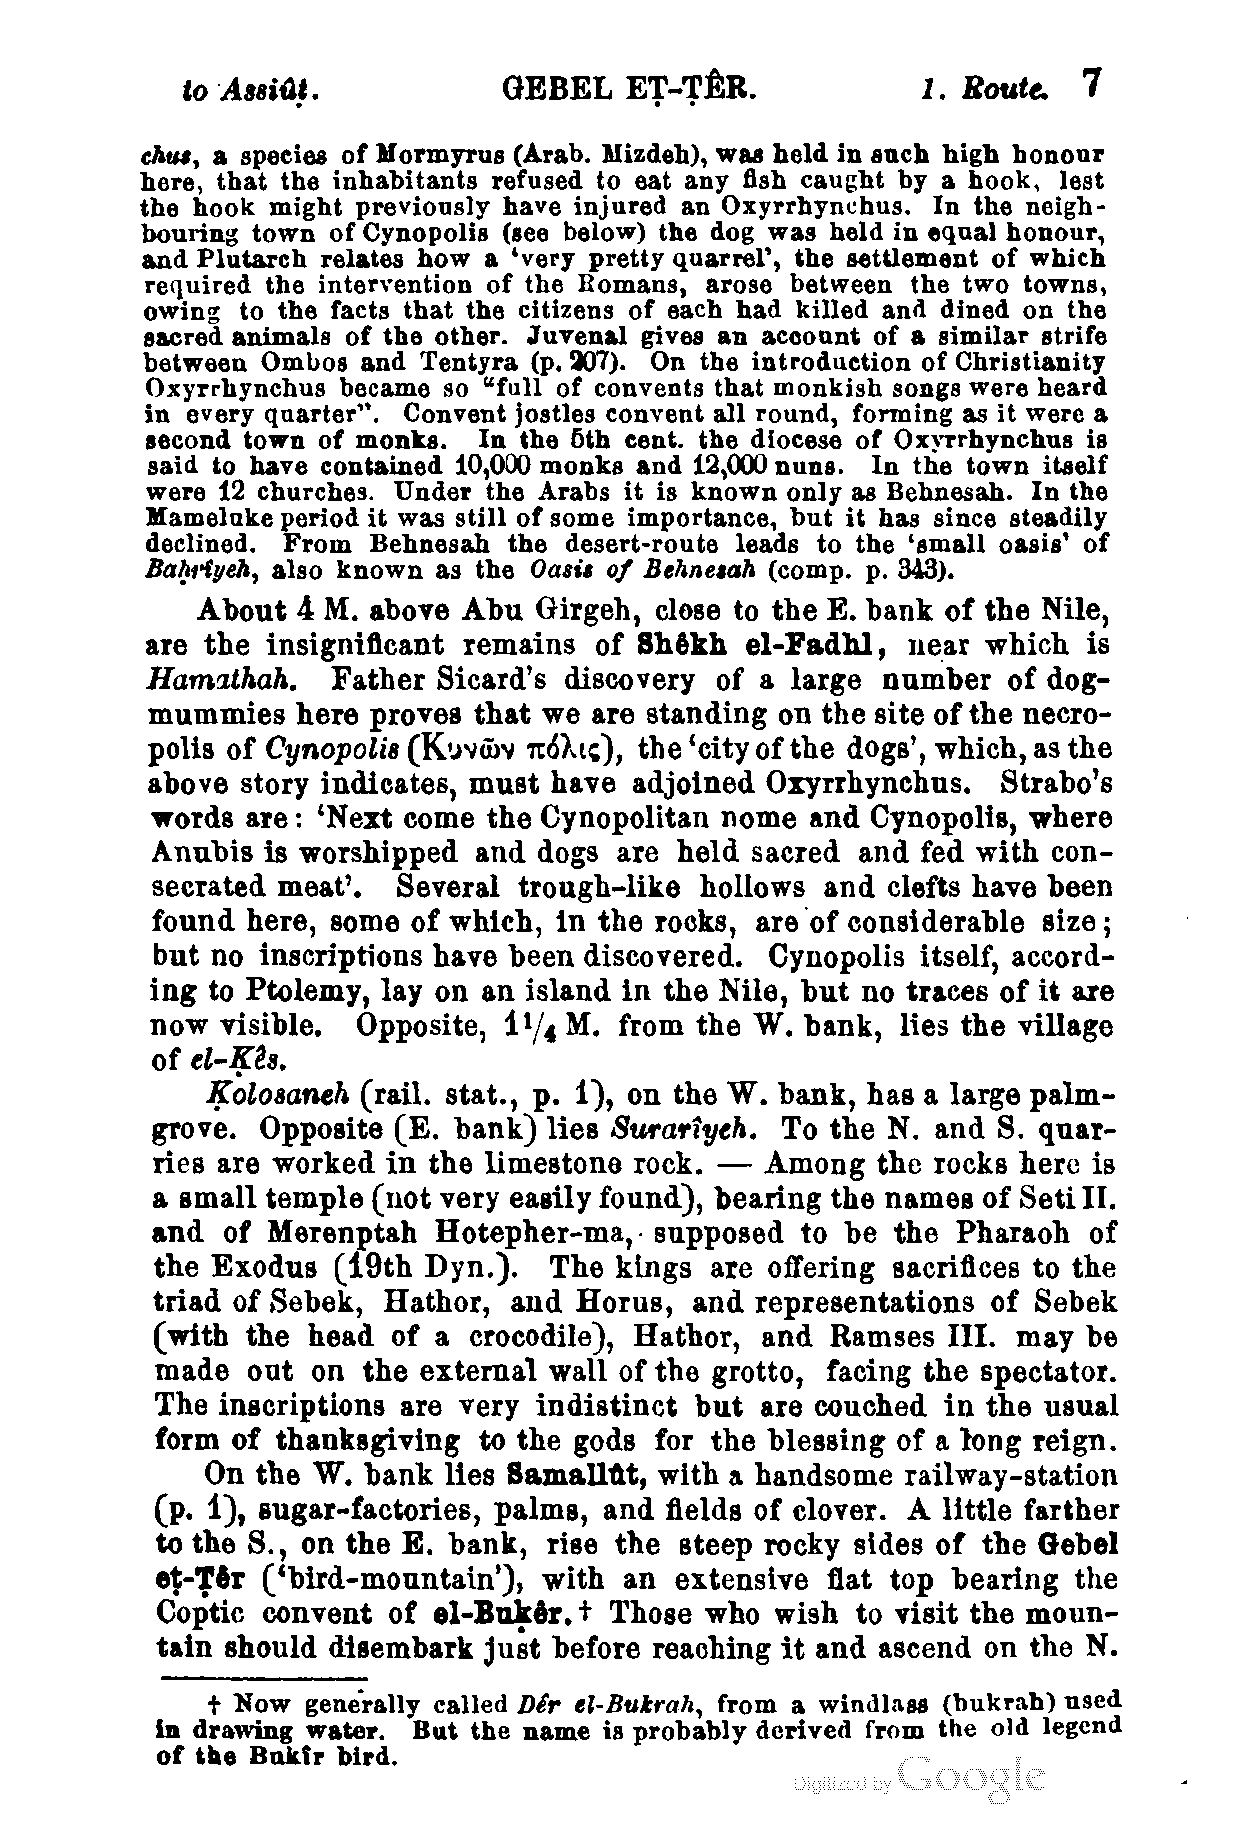 to Assiûṭ. GEBEL EṬ-ṬÊR. 1. Route. 7
chus, a species of Mormyrus (Arab. Mizdeh), was held in such high honour
here, that the inhabitants refused to eat any fish caught by a hook, lest
the hook might previously have injured an Oxyrrhynchus. In the neigh-
bouring town of Cynopolis (see below) the dog was held in equal honour,
and Plutarch relates how a ‘very pretty quarrel’, the settlement of which
required the intervention of the Romans, arose between the two towns,
owing to the facts that the citizens of each had killed and dined on the
sacred animals of the other. Juvenal gives an account of a similar strife
between Ombos and Tentyra (p. 207). On the introduction of Christianity
Oxyrrhynchus became so “full of convents that monkish songs were heard
in every quarter”. Convent jostles convent all round, forming as it were a
second town of monks. In the 5th cent. the diocese of Oxyrrhynchus is
said to have contained 10,000 monks and 12,000 nuns. In the town itself
were 12 churches. Under the Arabs it is known only as Behnesah. In the
Mameluke period it was still of some importance, but it has since steadily
declined. From Behnesah the desert-route leads to the ‘small oasis’ of
Baḥrîyeh, also known as the Oasis of Behnesah (comp. p. 343).
About 4 M. above Abu Girgeh, close to the E. bank of the Nile,
are the insignificant remains of Shêkh el-Fadhl, near which is
Hamathah. Father Sicard’s discovery of a large number of dog-
mummies here proves that we are standing on the site of the necro-
polis of Cynopolis (Κυνῶν πόλις), the ‘city of the dogs’, which, as the
above story indicates, must have adjoined Oxyrrhynchus. Strabo’s
words are: ‘Next come the Cynopolitan nome and Cynopolis, where
Anubis is worshipped and dogs are held sacred and fed with con-
secrated meat’. Several trough-like hollows and clefts have been
found here, some of which, in the rocks, are of considerable size;
but no inscriptions have been discovered. Cynopolis itself, accord-
ing to Ptolemy, lay on an island in the Nile, but no traces of it are
now visible. Opposite, 1¼ M. from the W. bank, lies the village
of el-Ḳês.
Ḳolosaneh (rail. stat., p. 1), on the W. bank, has a large palm-
grove. Opposite (E. bank) lies Surarîyeh. To the N. and S. quar-
ries are worked in the limestone rock. — Among the rocks here is
a small temple (not very easily found), bearing the names of Seti II.
and of Merenptah Hotepher-ma, supposed to be the Pharaoh of
the Exodus (19th Dyn.). The kings are offering sacrifices to the
triad of Sebek, Hathor, and Horus, and representations of Sebek
(with the head of a crocodile), Hathor, and Ramses III. may be
made out on the external wall of the grotto, facing the spectator.
The inscriptions are very indistinct but are couched in the usual
form of thanksgiving to the gods for the blessing of a long reign.
On the W. bank lies Samallût, with a handsome railway-station
(p. 1), sugar-factories, palms, and fields of clover. A little farther
to the S., on the E. bank, rise the steep rocky sides of the Gebel
eṭ-Ṭêr (‘bird-mountain’), with an extensive flat top bearing the
Coptic convent of el-Buḳêr.† Those who wish to visit the moun-
tain should disembark just before reaching it and ascend on the N.
† Now generally called Dêr el-Bukrah, from a windlass (bukrah) used
in drawing water. But the name is probably derived from the old legend
of the Bukîr bird.
Digitized by Google